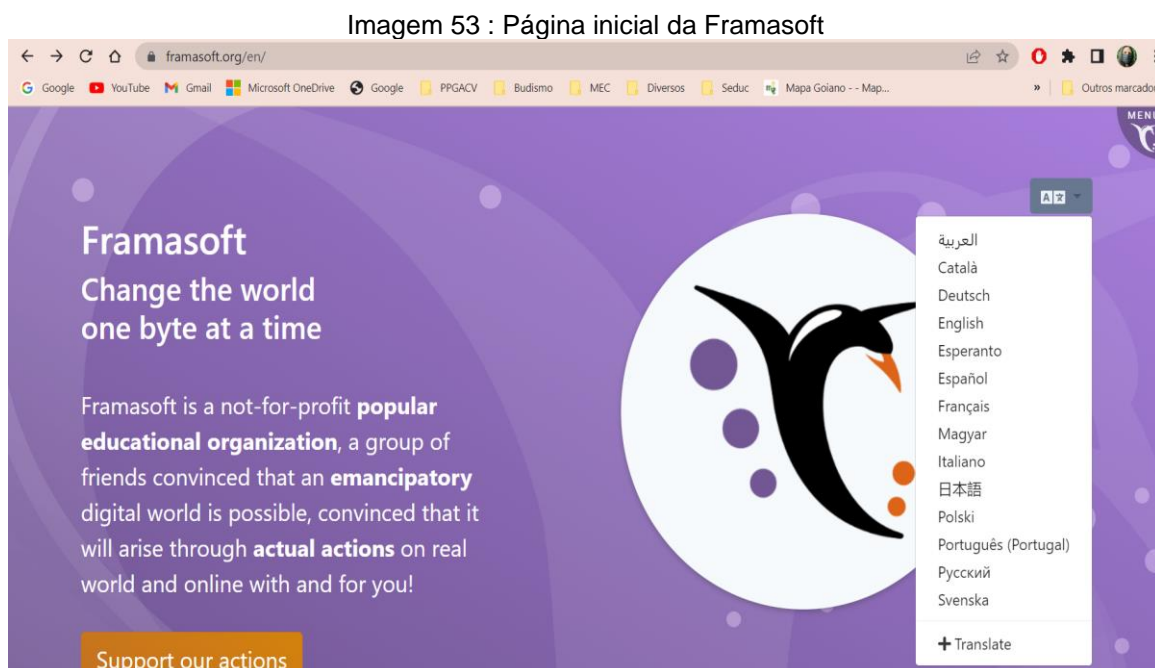 Imagem 53 : Página inicial da Framasoft
framasoft.org/en/
Google YouTube Gmail Microsoft OneDrive Google PPGACV Budismo MEC Diversos Seduc Mapa Goiano - - Map... » Outros marcador
MENU
Framasoft
Change the world
one byte at a time
Framasoft is a not-for-profit popular
educational organization, a group of
friends convinced that an emancipatory
digital world is possible, convinced that it
will arise through actual actions on real
world and online with and for you!
Support our actions
العربية
Català
Deutsch
English
Esperanto
Español
Français
Magyar
Italiano
日本語
Polski
Português (Portugal)
Русский
Svenska
+ Translate